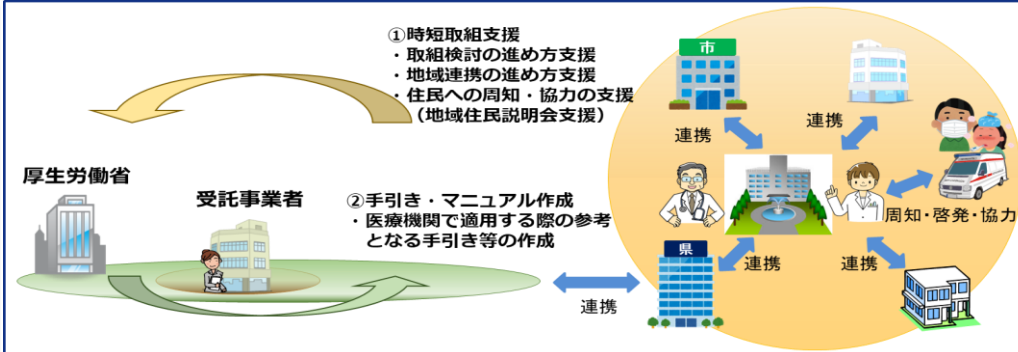 ①時短取組支援
・取組検討の進め方支援
・地域連携の進め方支援
・住民への周知・協力の支援
（地域住民説明会支援）
厚生労働省
受託事業者
②手引き・マニュアル作成
・医療機関で適用する際の参考
となる手引き等の作成
連携
市
連携
連携
周知・啓発・協力
県
連携
連携